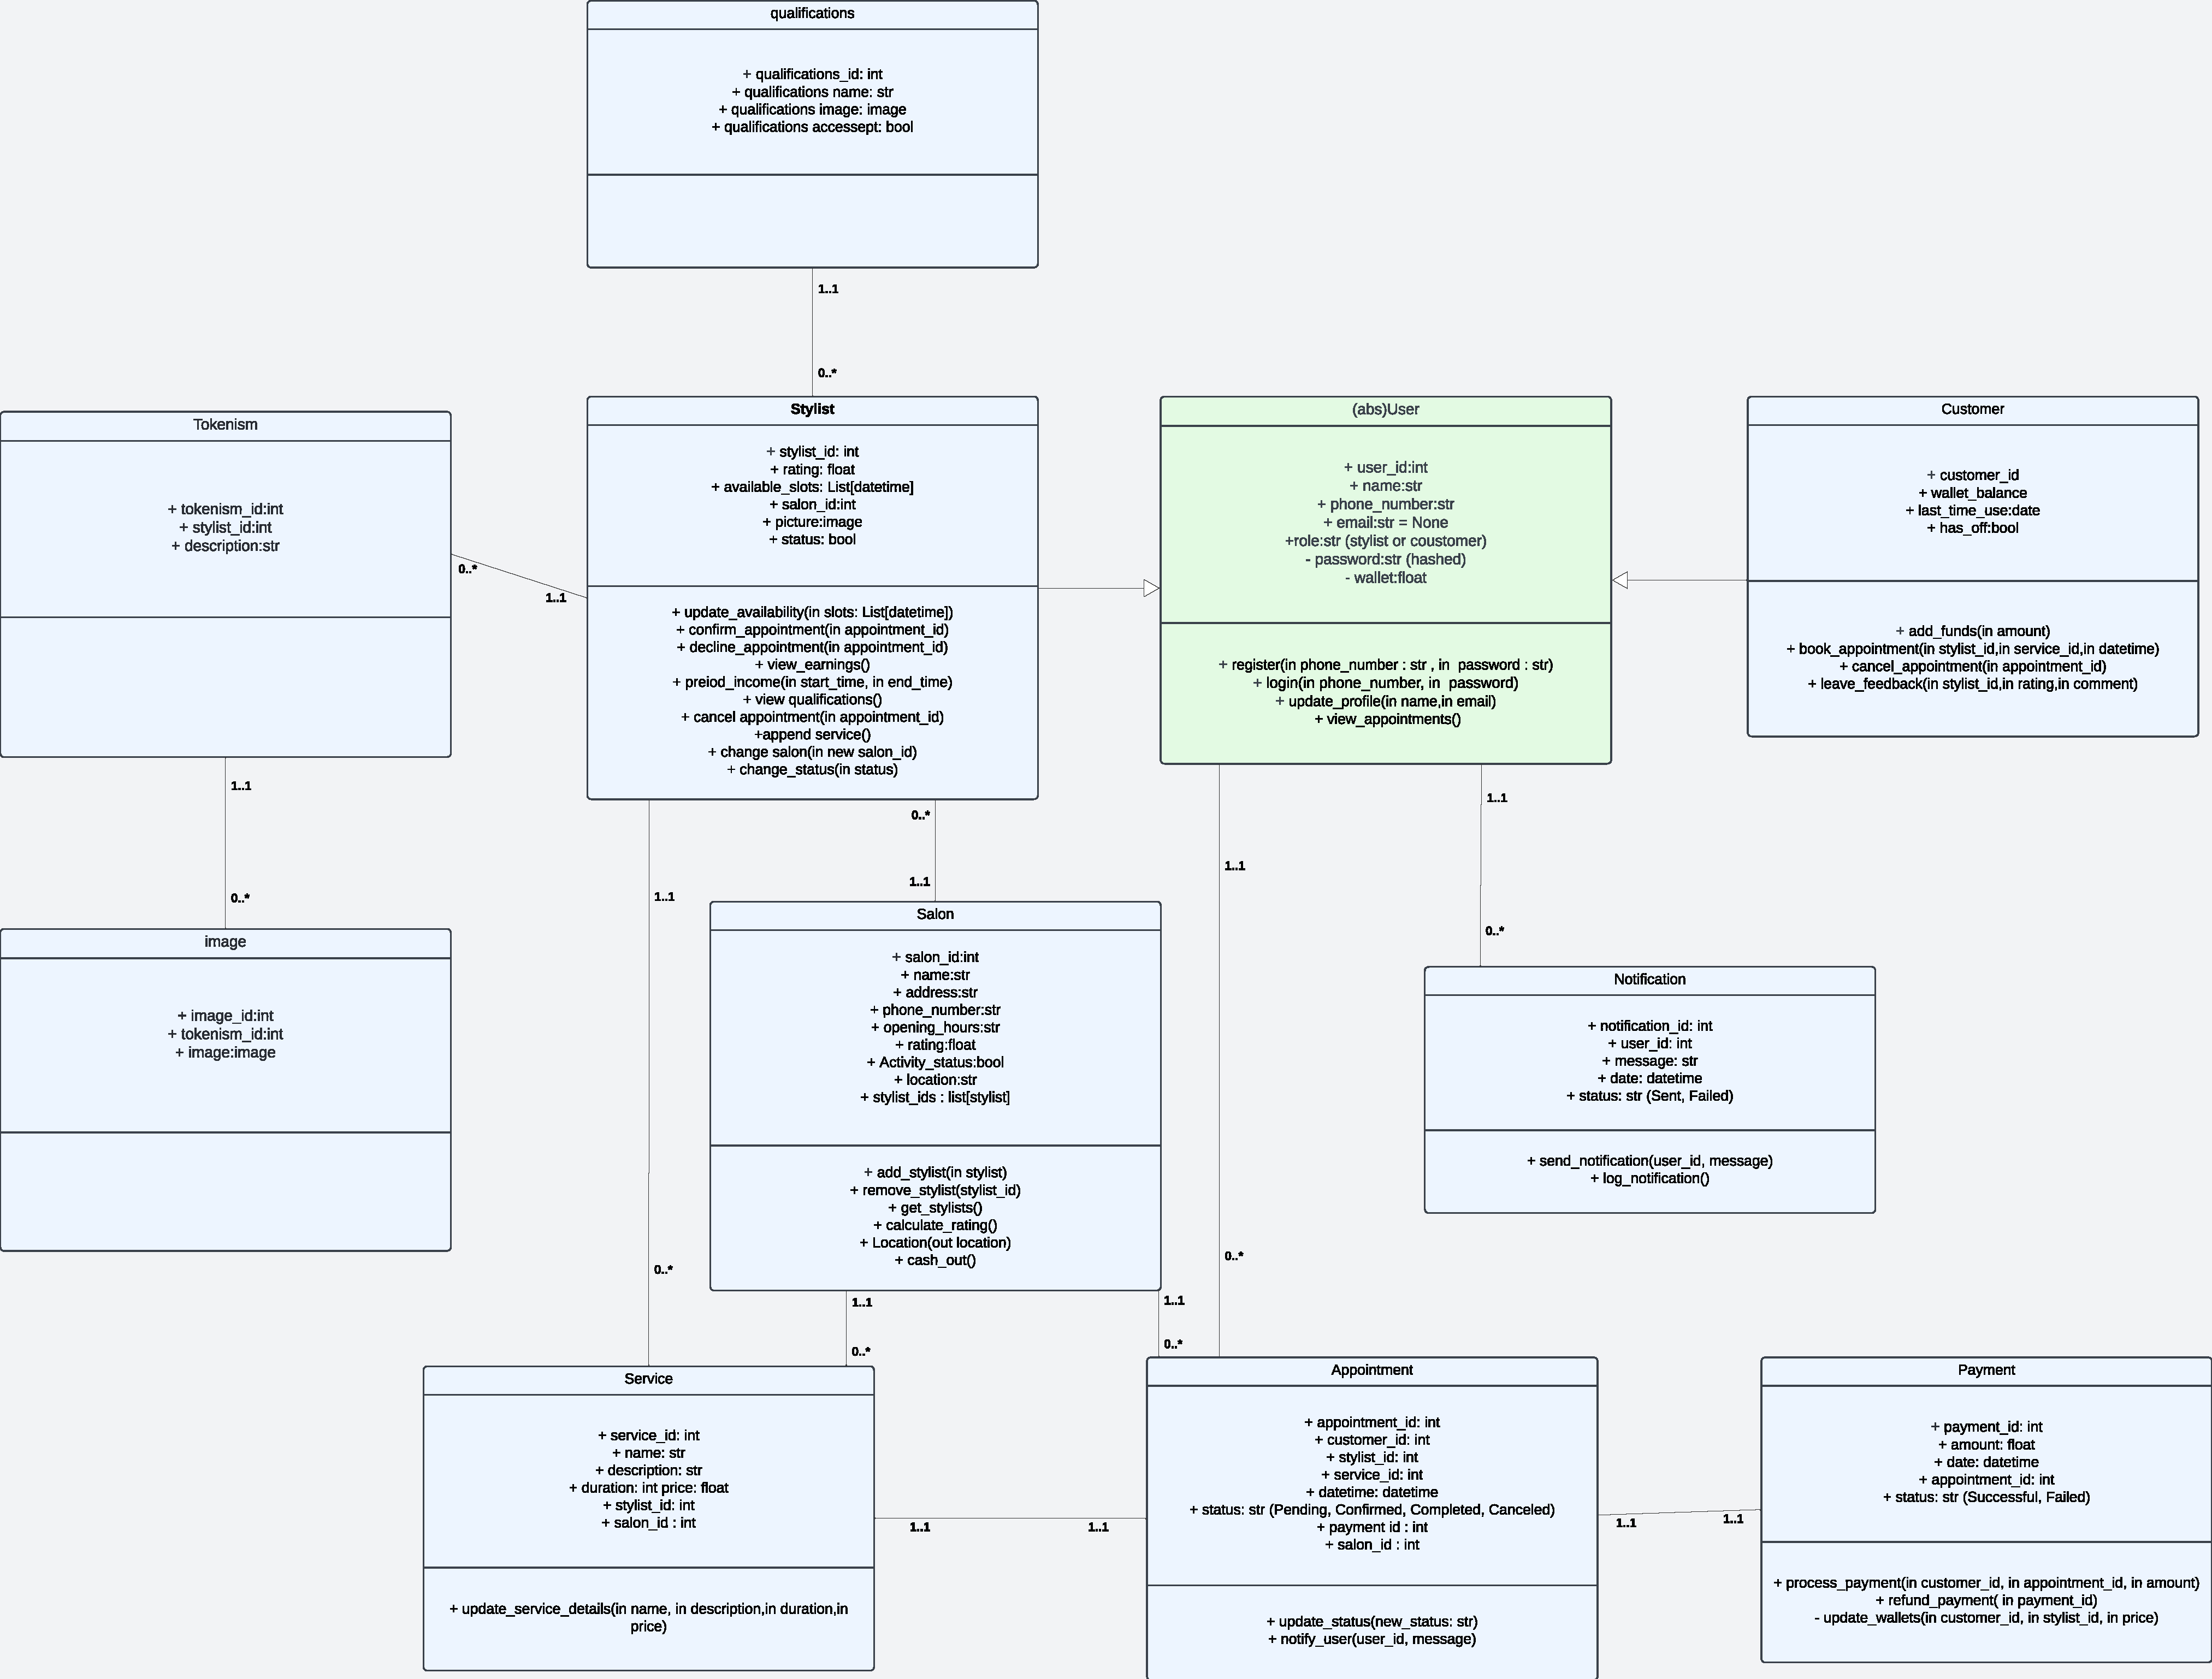 qualifications
+ qualifications_id: int
+ qualifications name: str
+ qualifications image: image
+ qualifications accessept: bool
1..1
0..*
Tokenism
+ tokenism_id:int
+ stylist_id:int
+ description:str
0..*
1..1
1..1
0..*
image
+ image_id:int
+ tokenism_id:int
+ image:image
Stylist
+ stylist_id: int
+ rating: float
+ available_slots: List[datetime]
+ salon_id:int
+ picture:image
+ status: bool
+ update_availability(in slots: List[datetime])
+ confirm_appointment(in appointment_id)
+ decline_appointment(in appointment_id)
+ view_earnings()
+ preiod_income(in start_time, in end_time)
+ view qualifications()
+ cancel appointment(in appointment_id)
+append service()
+ change salon(in new salon_id)
+ change_status(in status)
(abs)User
+ user_id:int
+ name:str
+ phone_number:str
+ email:str = None
+role:str (stylist or coustomer)
- password:str (hashed)
- wallet:float
+ register(in phone_number : str , in  password : str)
+ login(in phone_number, in  password)
+ update_profile(in name,in email)
+ view_appointments()
Customer
+ customer_id
+ wallet_balance
+ last_time_use:date
+ has_off:bool
+ add_funds(in amount)
+ book_appointment(in stylist_id,in service_id,in datetime)
+ cancel_appointment(in appointment_id)
+ leave_feedback(in stylist_id,in rating,in comment)
1..1
0..*
0..*
1..1
Salon
+ salon_id:int
+ name:str
+ address:str
+ phone_number:str
+ opening_hours:str
+ rating:float
+ Activity_status:bool
+ location:str
+ stylist_ids : list[stylist]
+ add_stylist(in stylist)
+ remove_stylist(stylist_id)
+ get_stylists()
+ calculate_rating()
+ Location(out location)
+ cash_out()
1..1
0..*
1..1
0..*
1..1
0..*
1..1
0..*
Notification
+ notification_id: int
+ user_id: int
+ message: str
+ date: datetime
+ status: str (Sent, Failed)
+ send_notification(user_id, message)
+ log_notification()
Service
+ service_id: int
+ name: str
+ description: str
+ duration: int price: float
+ stylist_id: int
+ salon_id : int
+ update_service_details(in name, in description,in duration,in
price)
1..1
1..1
Appointment
+ appointment_id: int
+ customer_id: int
+ stylist_id: int
+ service_id: int
+ datetime: datetime
+ status: str (Pending, Confirmed, Completed, Canceled)
+ payment id : int
+ salon_id : int
+ update_status(new_status: str)
+ notify_user(user_id, message)
1..1
1..1
Payment
+ payment_id: int
+ amount: float
+ date: datetime
+ appointment_id: int
+ status: str (Successful, Failed)
+ process_payment(in customer_id, in appointment_id, in amount)
+ refund_payment( in payment_id)
- update_wallets(in customer_id, in stylist_id, in price)